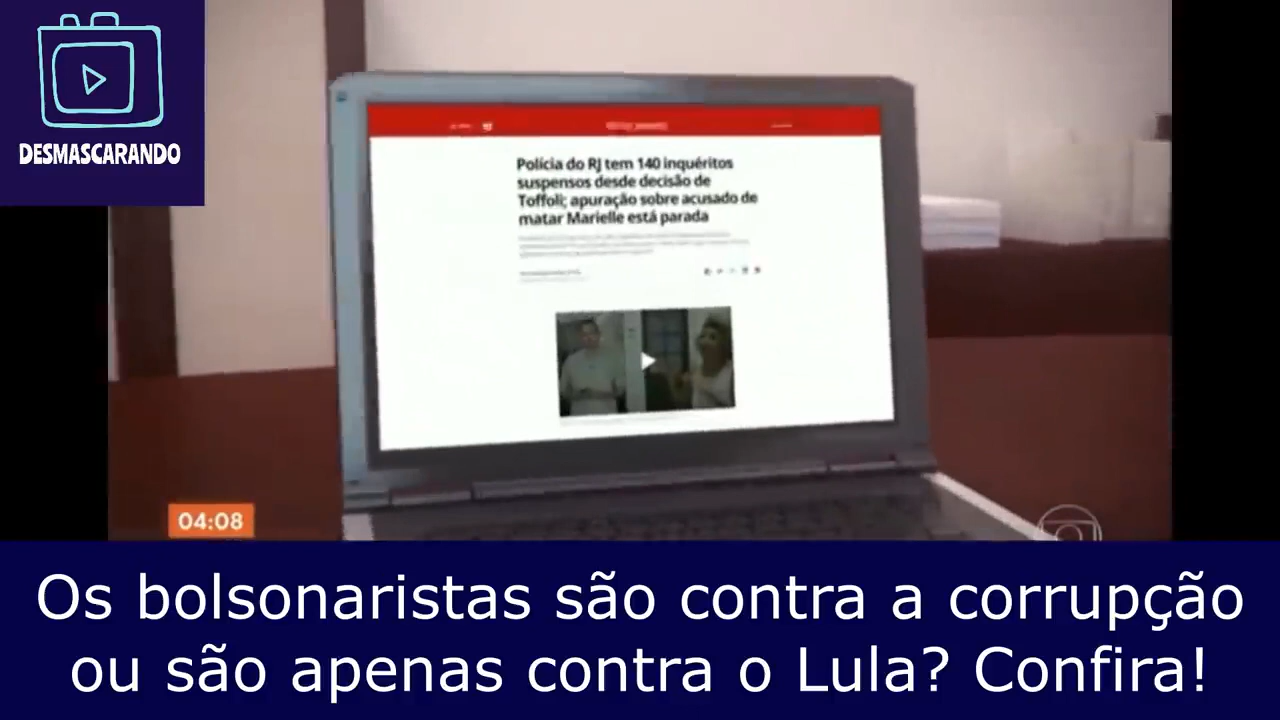 DESMASCARANDO
Polícia do RJ tem 140 inquéritos
suspensos desde decisão de
Toffoli; apuração sobre acusado de
matar Marielle está parada
04:08
Os bolsonaristas são contra a corrupção
ou são apenas contra o Lula? Confira!